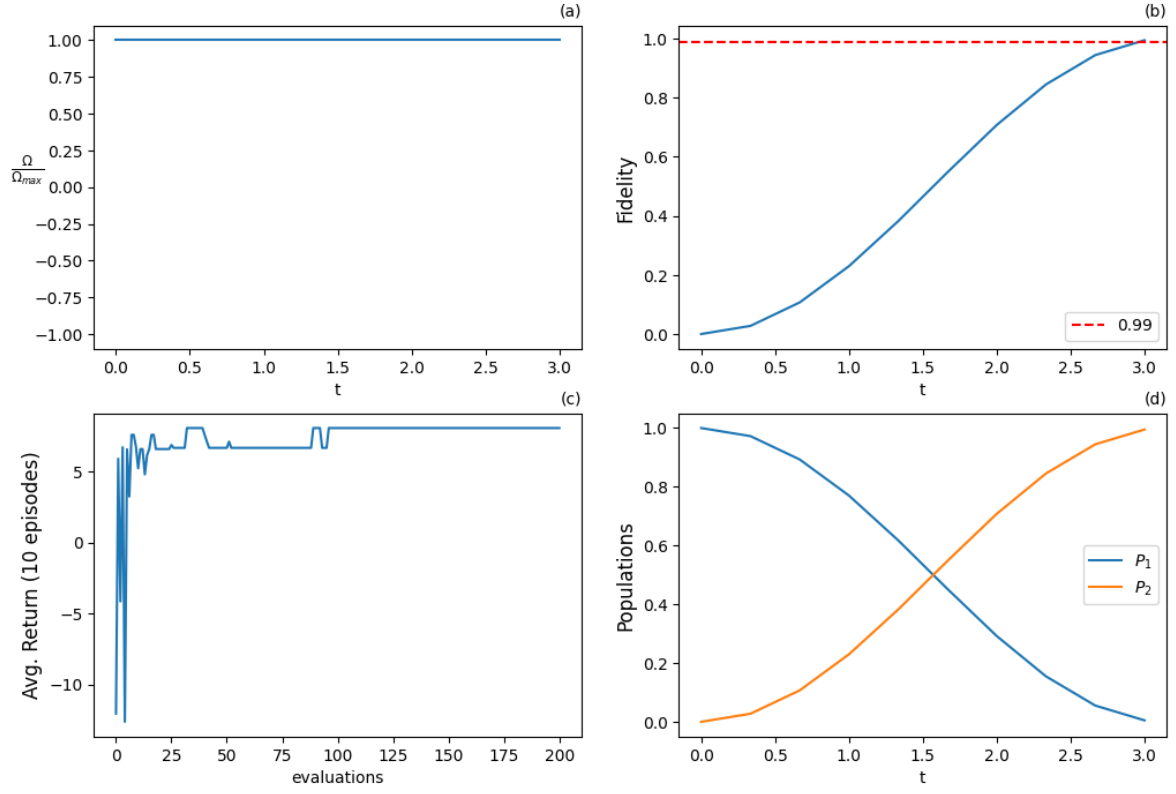 (a)
1.00
0.75
0.50
0.25
0.00
−0.25
−0.50
−0.75
−1.00
Ω
Ωmax
0.0 0.5 1.0 1.5 2.0 2.5 3.0
t
(b)
1.0
0.8
0.6
0.4
0.2
0.0
Fidelity
0.99
0.0 0.5 1.0 1.5 2.0 2.5 3.0
t
(c)
5
0
−5
−10
Avg. Return (10 episodes)
0 25 50 75 100 125 150 175 200
evaluations
(d)
1.0
0.8
0.6
0.4
0.2
0.0
Populations
P1
P2
0.0 0.5 1.0 1.5 2.0 2.5 3.0
t